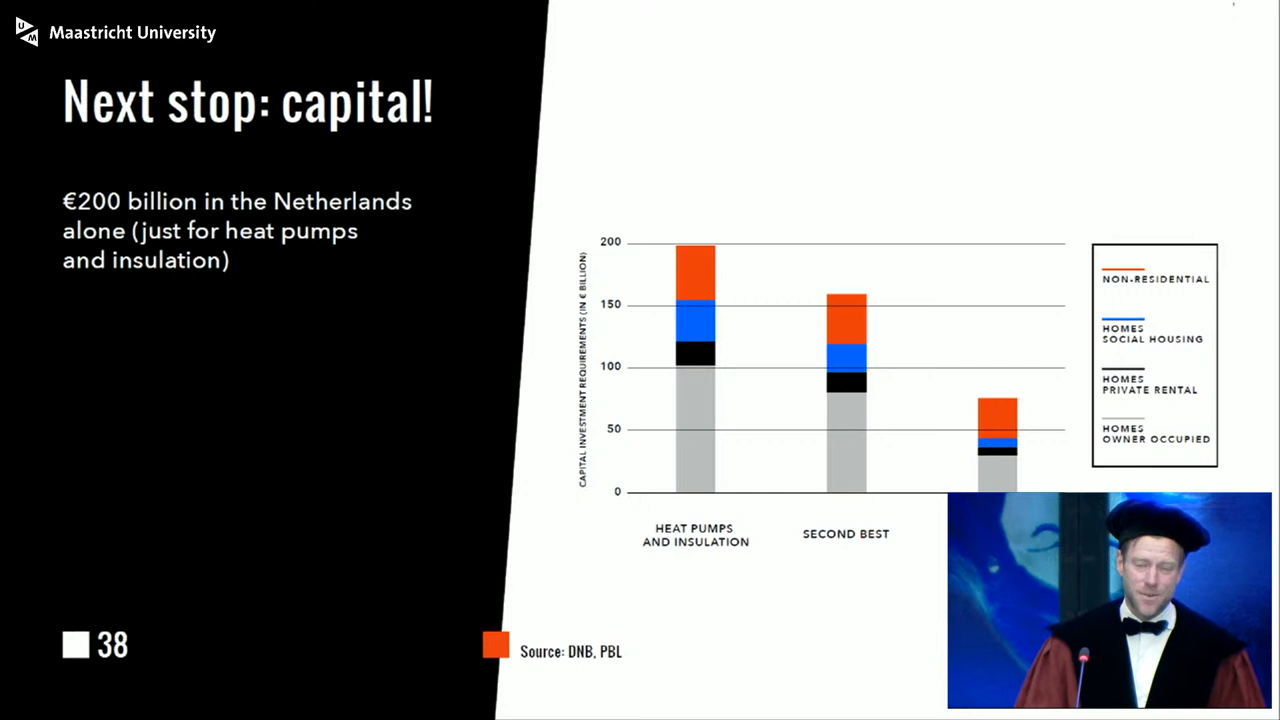 Maastricht University
Next stop: capital!
€200 billion in the Netherlands
alone (just for heat pumps
and insulation)
CAPITAL INVESTMENT REQUIREMENTS (IN € BILLION)
200
150
100
50
0
HEAT PUMPS
AND INSULATION
SECOND BEST
NON-RESIDENTIAL
HOMES
SOCIAL HOUSING
HOMES
PRIVATE RENTAL
HOMES
OWNER OCCUPIED
38
Source: DNB, PBL